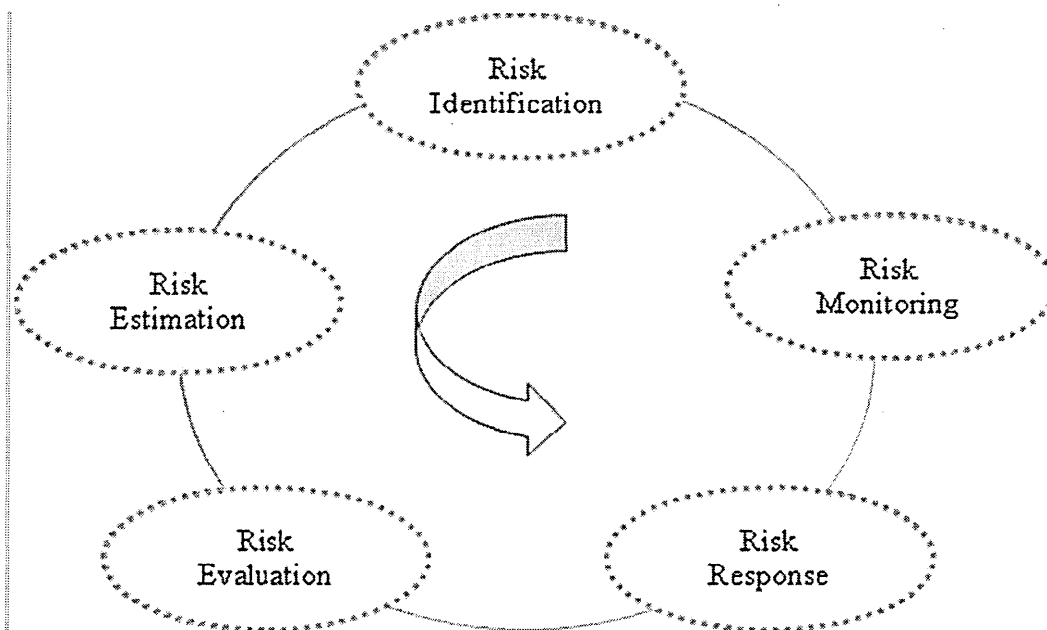 Risk
Identification
Risk
Estimation
Risk
Monitoring
Risk
Evaluation
Risk
Response